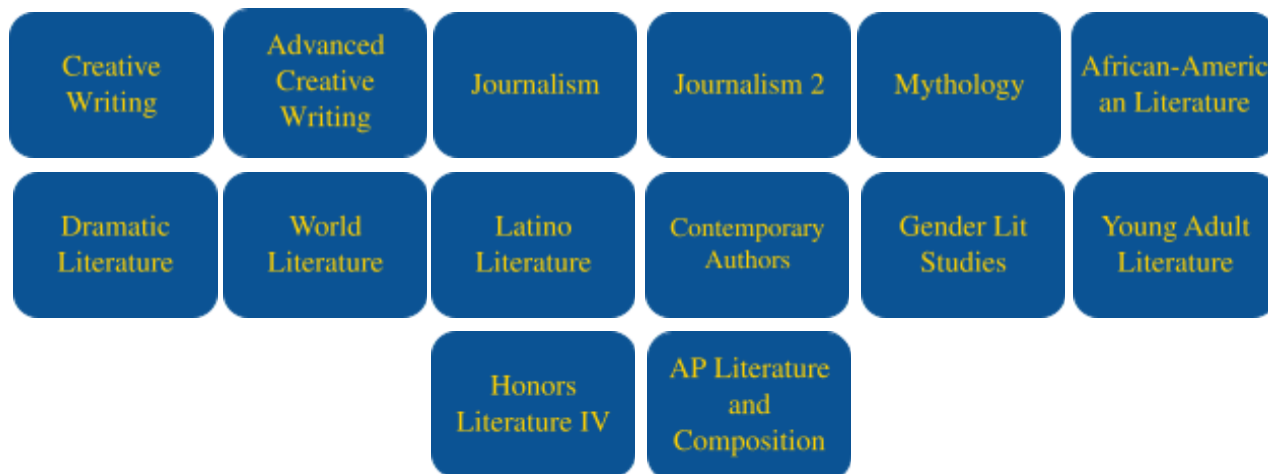 Creative
Writing
Advanced
Creative
Writing
Journalism
Journalism 2
Mythology
African-Americ
an Literature
Dramatic
Literature
World
Literature
Latino
Literature
Contemporary
Authors
Gender Lit
Studies
Young Adult
Literature
Honors
Literature IV
AP Literature
and
Composition